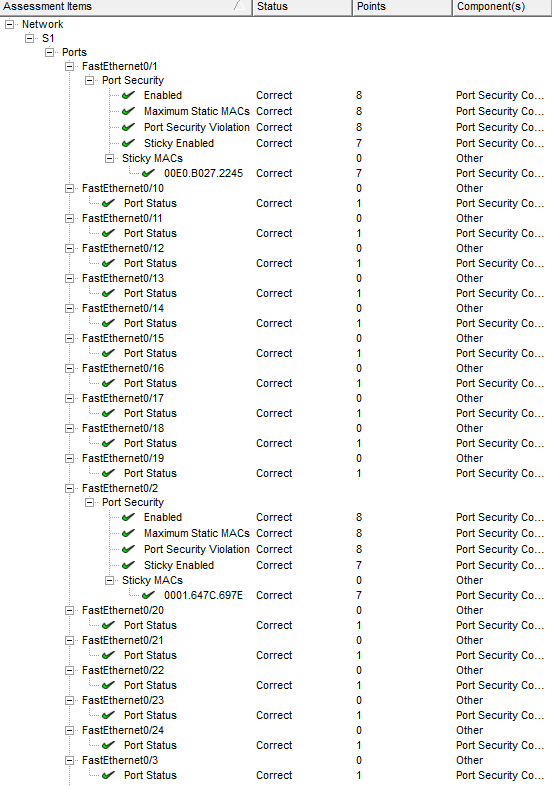 Assessment Items Status Points Component(s)
Network
S1
Ports
FastEthernet0/1
Port Security
Enabled Correct 8 Port Security Co...
Maximum Static MACs Correct 8 Port Security Co...
Port Security Violation Correct 8 Port Security Co...
Sticky Enabled Correct 7 Port Security Co...
Sticky MACs 0 Other
00E0.B027.2245 Correct 7 Port Security Co...
FastEthernet0/10 0 Other
Port Status Correct 1 Port Security Co...
FastEthernet0/11 0 Other
Port Status Correct 1 Port Security Co...
FastEthernet0/12 0 Other
Port Status Correct 1 Port Security Co...
FastEthernet0/13 0 Other
Port Status Correct 1 Port Security Co...
FastEthernet0/14 0 Other
Port Status Correct 1 Port Security Co...
FastEthernet0/15 0 Other
Port Status Correct 1 Port Security Co...
FastEthernet0/16 0 Other
Port Status Correct 1 Port Security Co...
FastEthernet0/17 0 Other
Port Status Correct 1 Port Security Co...
FastEthernet0/18 0 Other
Port Status Correct 1 Port Security Co...
FastEthernet0/19 0 Other
Port Status Correct 1 Port Security Co...
FastEthernet0/2
Port Security
Enabled Correct 8 Port Security Co...
Maximum Static MACs Correct 8 Port Security Co...
Port Security Violation Correct 8 Port Security Co...
Sticky Enabled Correct 7 Port Security Co...
Sticky MACs 0 Other
0001.647C.697E Correct 7 Port Security Co...
FastEthernet0/20 0 Other
Port Status Correct 1 Port Security Co...
FastEthernet0/21 0 Other
Port Status Correct 1 Port Security Co...
FastEthernet0/22 0 Other
Port Status Correct 1 Port Security Co...
FastEthernet0/23 0 Other
Port Status Correct 1 Port Security Co...
FastEthernet0/24 0 Other
Port Status Correct 1 Port Security Co...
FastEthernet0/3 0 Other
Port Status Correct 1 Port Security Co...